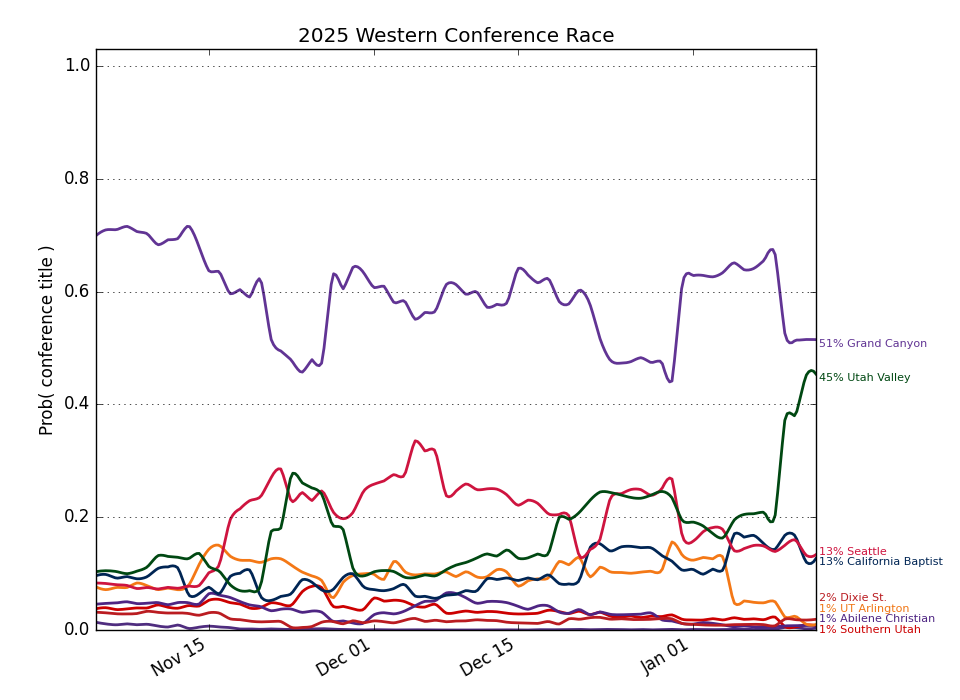 2025 Western Conference Race
Prob( conference title )
1.0
0.8
0.6
0.4
0.2
0.0
Nov 15
Dec 01
Dec 15
Jan 01
51% Grand Canyon
45% Utah Valley
13% Seattle
13% California Baptist
2% Dixie St.
1% UT Arlington
1% Abilene Christian
1% Southern Utah